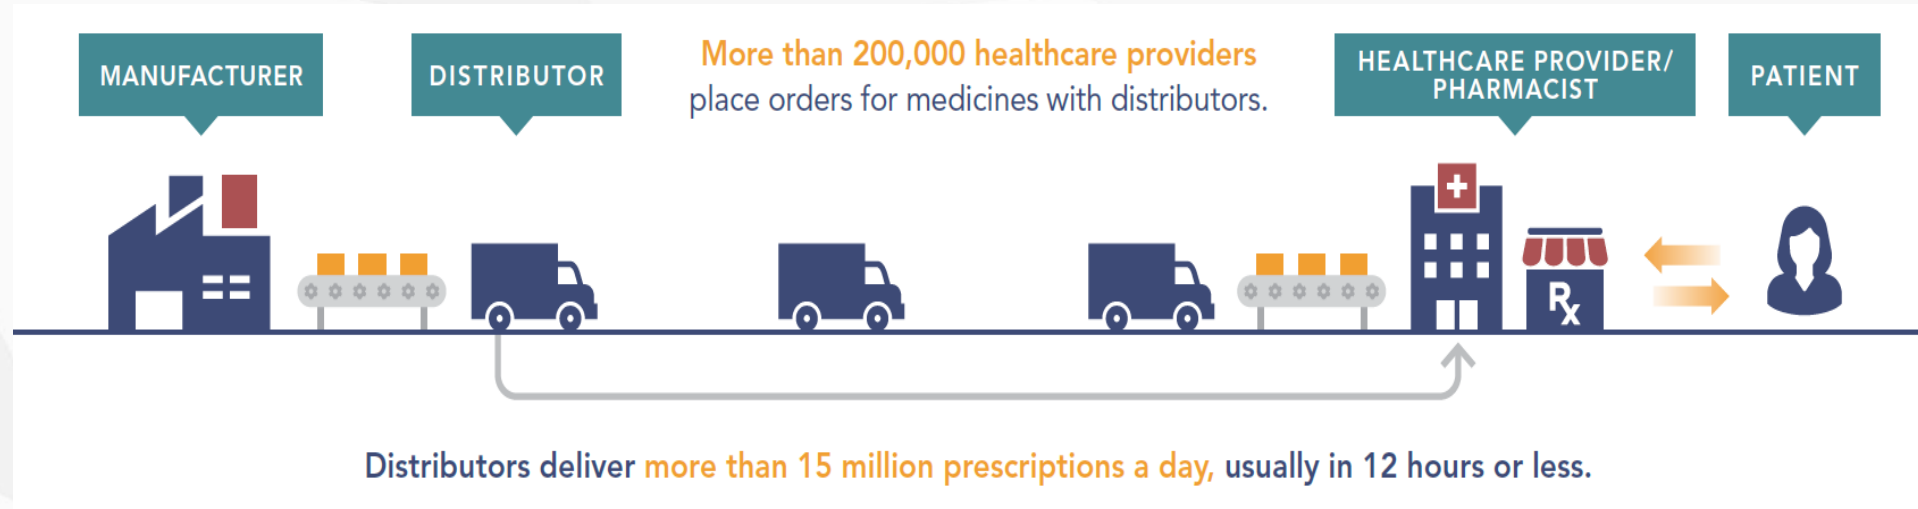 MANUFACTURER
DISTRIBUTOR
More than 200,000 healthcare providers
place orders for medicines with distributors.
HEALTHCARE PROVIDER/
PHARMACIST
PATIENT
Rx
Distributors deliver more than 15 million prescriptions a day, usually in 12 hours or less.